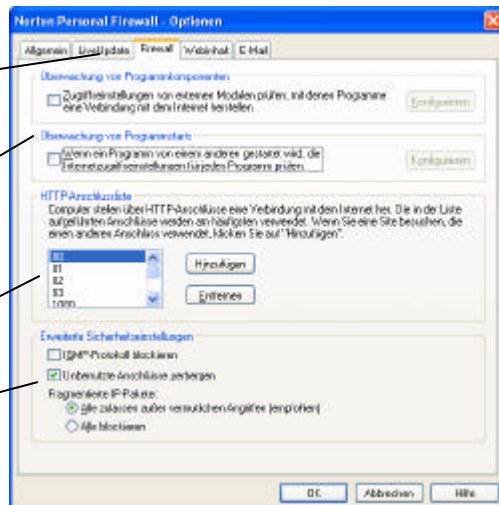 Norton Personal Firewall - Optionen
Allgemein LiveUpdate Firewall Webinhalt E-Mail
Überwachung von Programmkomponenten
Zugriffseinstellungen von externen Modulen prüfen, mit denen Programme
eine Verbindung mit dem Internet herstellen.
Konfigurieren
Überwachung von Programmstarts
Wenn ein Programm von einem anderen gestartet wird, die
Internetzugriffseinstellungen für jedes Programm prüfen.
Konfigurieren
HTTP-Anschlussliste
Computer stellen über HTTP-Anschlüsse eine Verbindung mit dem Internet her. Die in der Liste
aufgeführten Anschlüsse werden am häufigsten verwendet. Wenn Sie eine Site besuchen, die
einen anderen Anschluss verwendet, klicken Sie auf "Hinzufügen".
80
81
82
83
Hinzufügen
Entfernen
Erweiterte Sicherheitseinstellungen
IGMP-Protokoll blockieren
Unbenutzte Anschlüsse verbergen
Fragmentierte IP-Pakete:
Alle zulassen außer vermutlichen Angriffen (empfohlen)
Alle blockieren
OK Abbrechen Hilfe